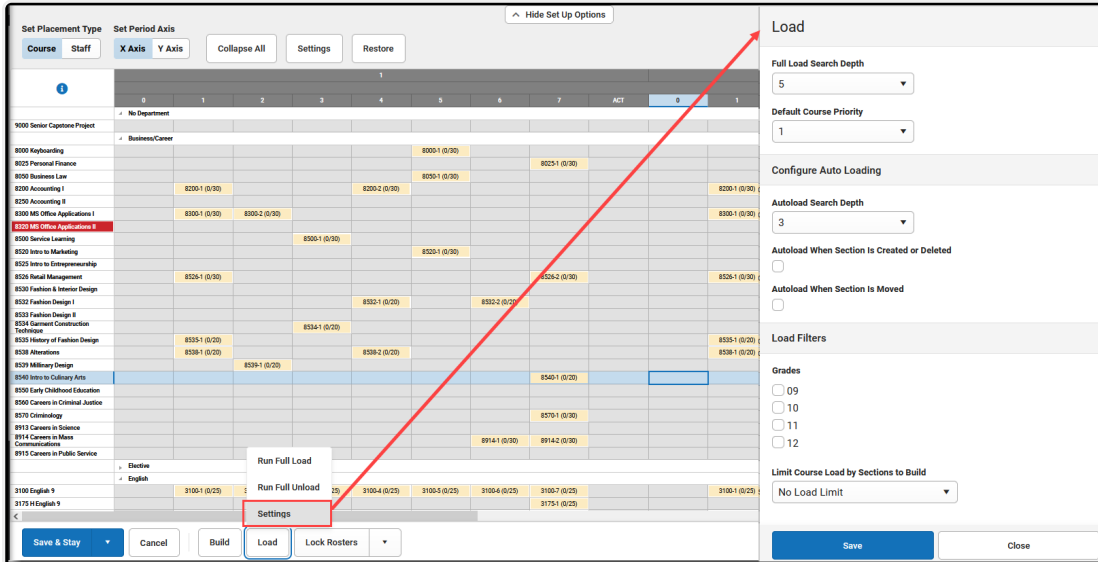 Hide Set Up Options
Set Placement Type Set Period Axis
Course Staff X Axis Y Axis Collapse All Settings Restore
1
0 1 2 3 4 5 6 7 ACT 0 1
No Department
9000 Senior Capstone Project
Business/Career
8000 Keyboarding 8000-1 (0/30)
8025 Personal Finance 8025-1 (0/30)
8050 Business Law 8050-1 (0/30)
8200 Accounting I 8200-1 (0/30) 8200-2 (0/30) 8200-1 (0/30)
8250 Accounting II
8300 MS Office Applications I 8300-1 (0/30) 8300-2 (0/30) 8300-1 (0/30)
8320 MS Office Applications II
8500 Service Learning 8500-1 (0/30)
8520 Intro to Marketing 8520-1 (0/30)
8525 Intro to Entrepreneurship
8526 Retail Management 8526-1 (0/30) 8526-2 (0/30) 8526-1 (0/30)
8530 Fashion & Interior Design
8532 Fashion Design I 8532-1 (0/20) 8532-2 (0/20)
8533 Fashion Design II
8534 Garment Construction
Technique 8534-1 (0/20)
8535 History of Fashion Design 8535-1 (0/20) 8535-1 (0/20)
8538 Alterations 8538-1 (0/20) 8538-2 (0/20) 8538-1 (0/20)
8539 Millinary Design 8539-1 (0/20)
8540 Intro to Culinary Arts 8540-1 (0/20)
8550 Early Childhood Education
8560 Careers in Criminal Justice
8570 Criminology 8570-1 (0/30)
8913 Careers in Science
8914 Careers in Mass
Communications 8914-1 (0/30) 8914-2 (0/30)
8915 Careers in Public Service
Elective
English
3100 English 9 3100-1 (0/25) 3100-4 (0/25) 3100-5 (0/25) 3100-6 (0/25) 3100-7 (0/25) 3100-1 (0/25)
3175 H English 9 3175-1 (0/25)
Run Full Load
Run Full Unload
Settings
Save & Stay Cancel Build Load Lock Rosters
Load
Full Load Search Depth
5
Default Course Priority
1
Configure Auto Loading
Autoload Search Depth
3
Autoload When Section Is Created or Deleted
Autoload When Section Is Moved
Load Filters
Grades
09
10
11
12
Limit Course Load by Sections to Build
No Load Limit
Save Close